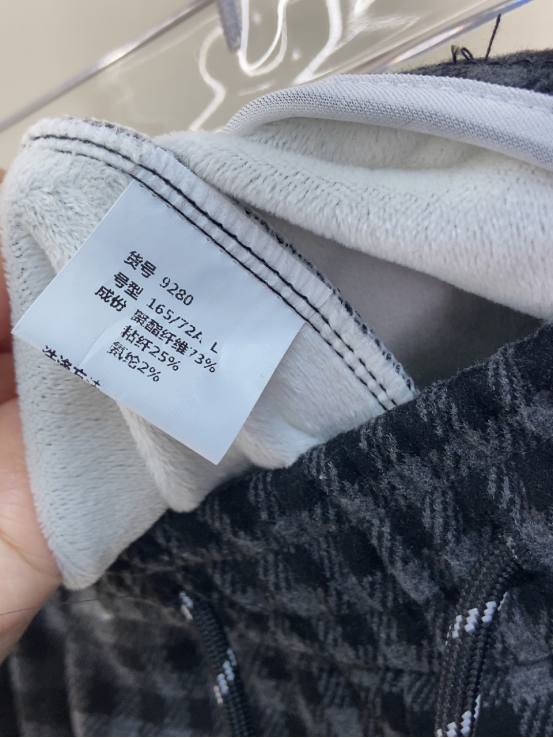 货号 9280
号型 165/72A L
成份 聚酯纤维73%
粘纤25%
氨纶2%